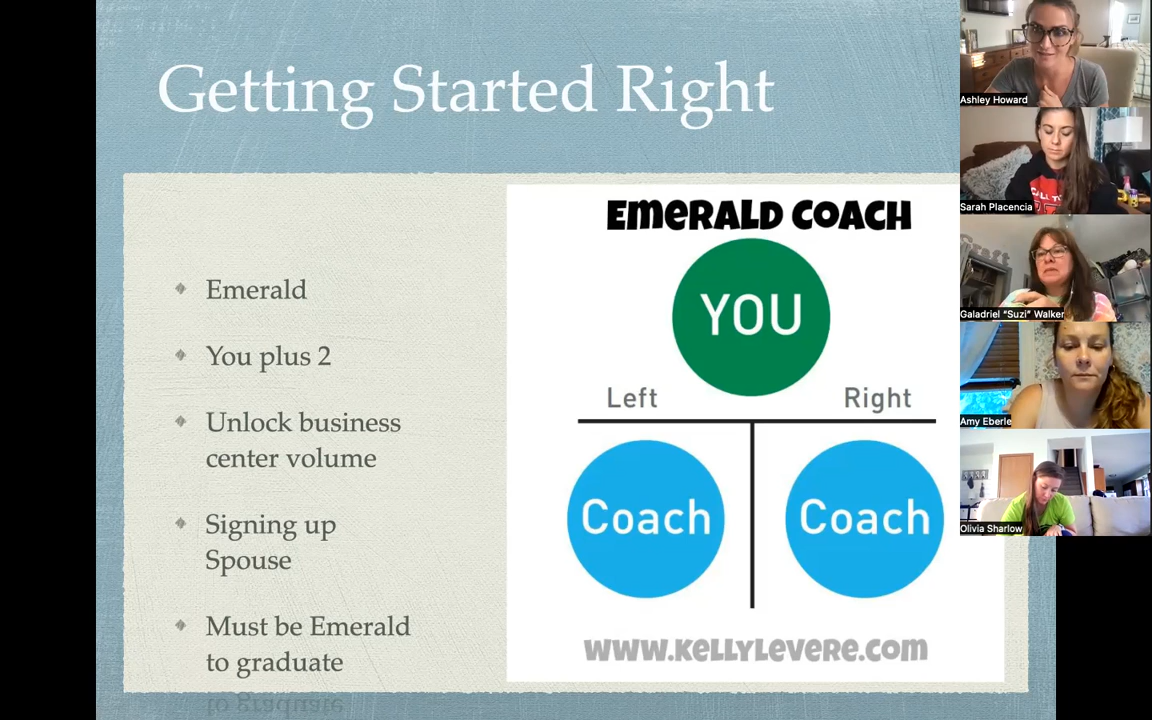 Getting Started Right
Emerald
You plus 2
Unlock business
center volume
Signing up
Spouse
Must be Emerald
to graduate
to graduate
EMERALD COACH
YOU
Left
Right
Coach
Coach
www.KELLYLEVERE.COM
Ashley Howard
Sarah Placencia
Galadriel “Suzi” Walker
Amy Eberle
Olivia Sharlow